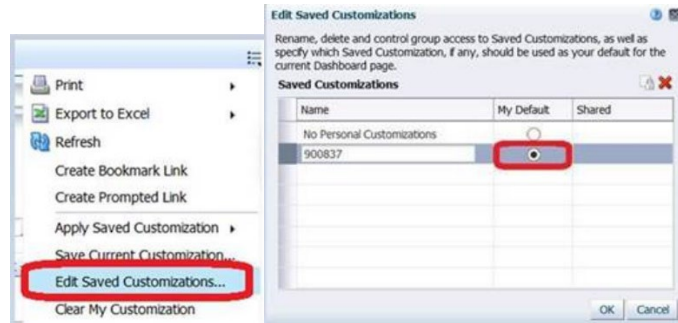 Print
Export to Excel
Refresh
Create Bookmark Link
Create Prompted Link
Apply Saved Customization
Save Current Customization...
Edit Saved Customizations...
Clear My Customization
Edit Saved Customizations
Rename, delete and control group access to Saved Customizations, as well as
specify which Saved Customization, if any, should be used as your default for the
current Dashboard page.
Saved Customizations
Name My Default Shared
No Personal Customizations
900837
OK Cancel